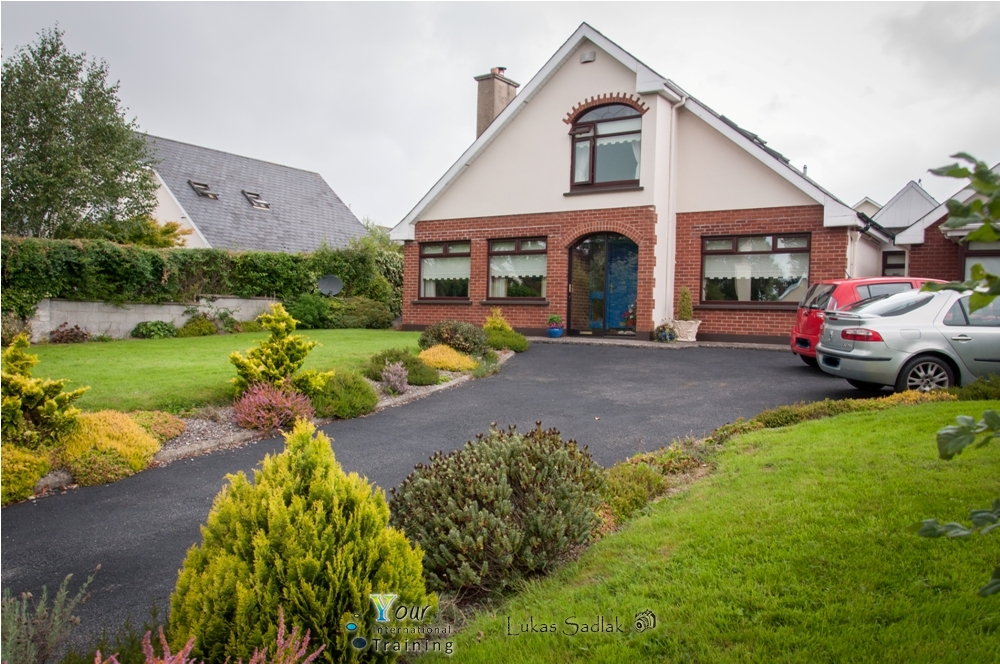 Your
International
Training
Lukas Sadlak